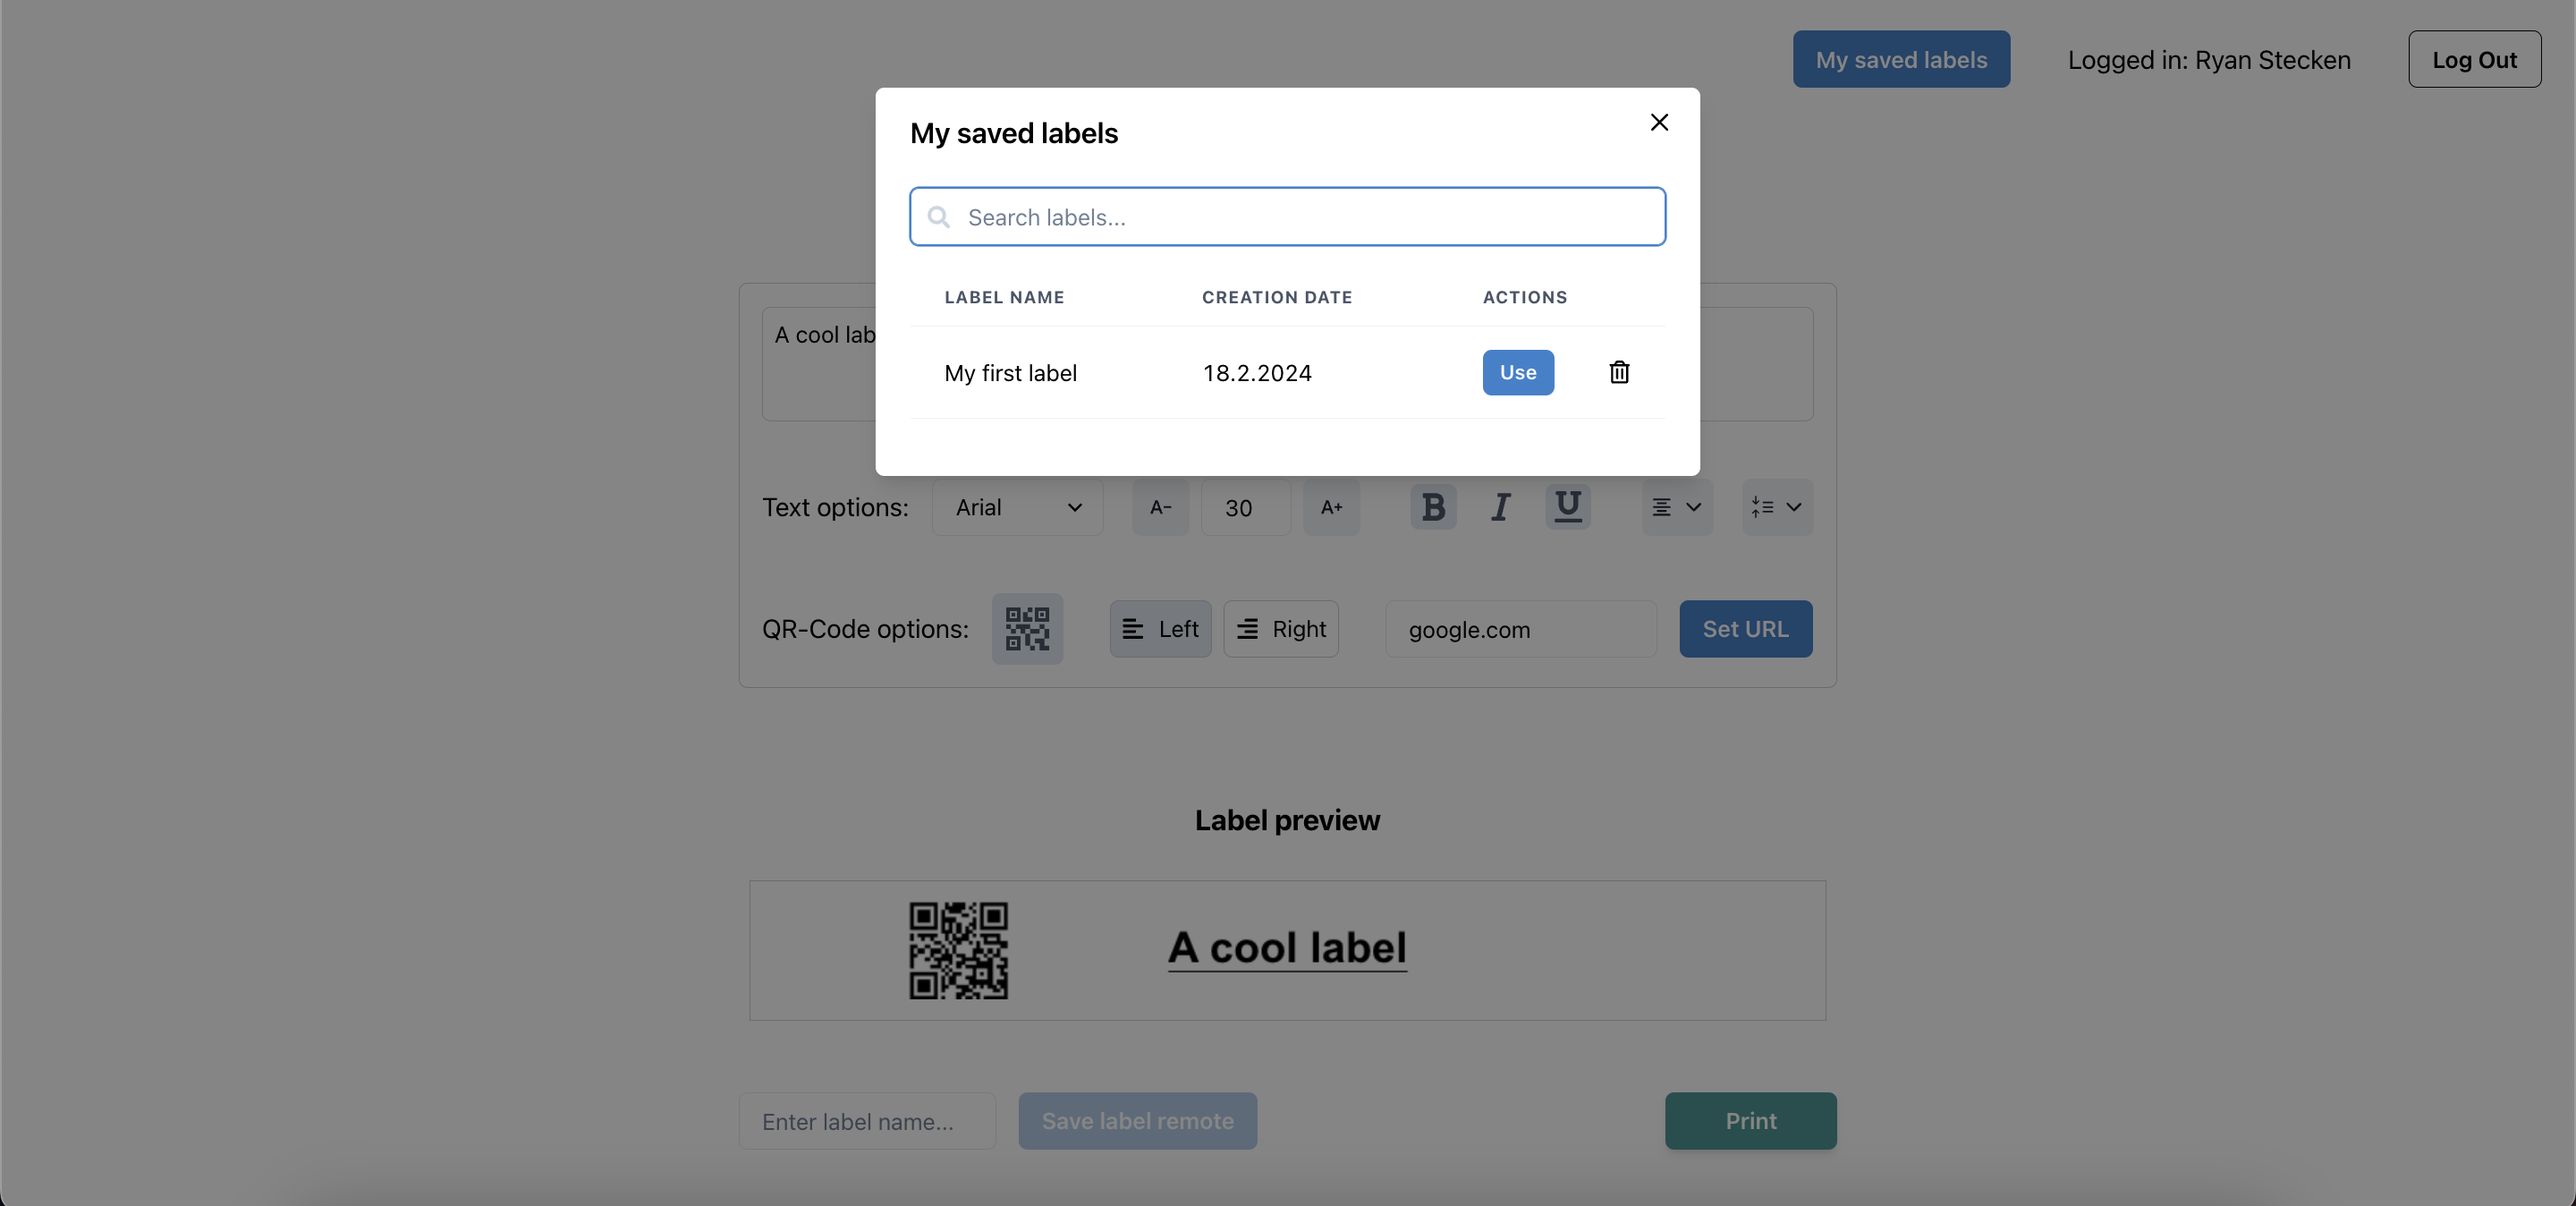 My saved labels
Logged in: Ryan Stecken
Log Out
My saved labels
Search labels...
LABEL NAME CREATION DATE ACTIONS
My first label 18.2.2024 Use
A cool lab
Text options: Arial A- 30 A+ B I U
QR-Code options: Left Right google.com Set URL
Label preview
A cool label
Enter label name... Save label remote Print